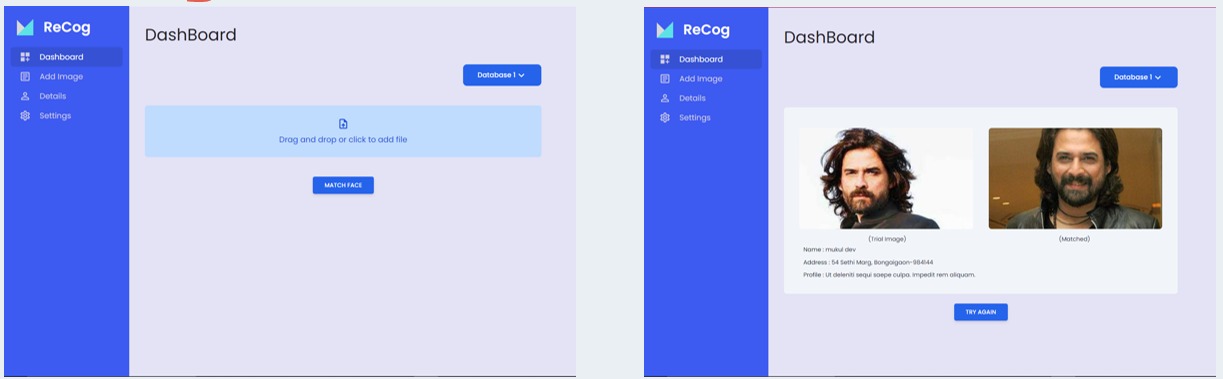 ReCog
Dashboard
Add Image
Details
Settings
DashBoard
Database 1
Drag and drop or click to add file
MATCH FACE
ReCog
Dashboard
Add Image
Details
Settings
DashBoard
Database 1
(Trial Image)
(Matched)
Name : mukul dev
Address : 54 Sethi Marg, Bongaigaon-984144
Profile : Ut deleniti sequi saepe culpa. Impedit rem aliquam.
TRY AGAIN